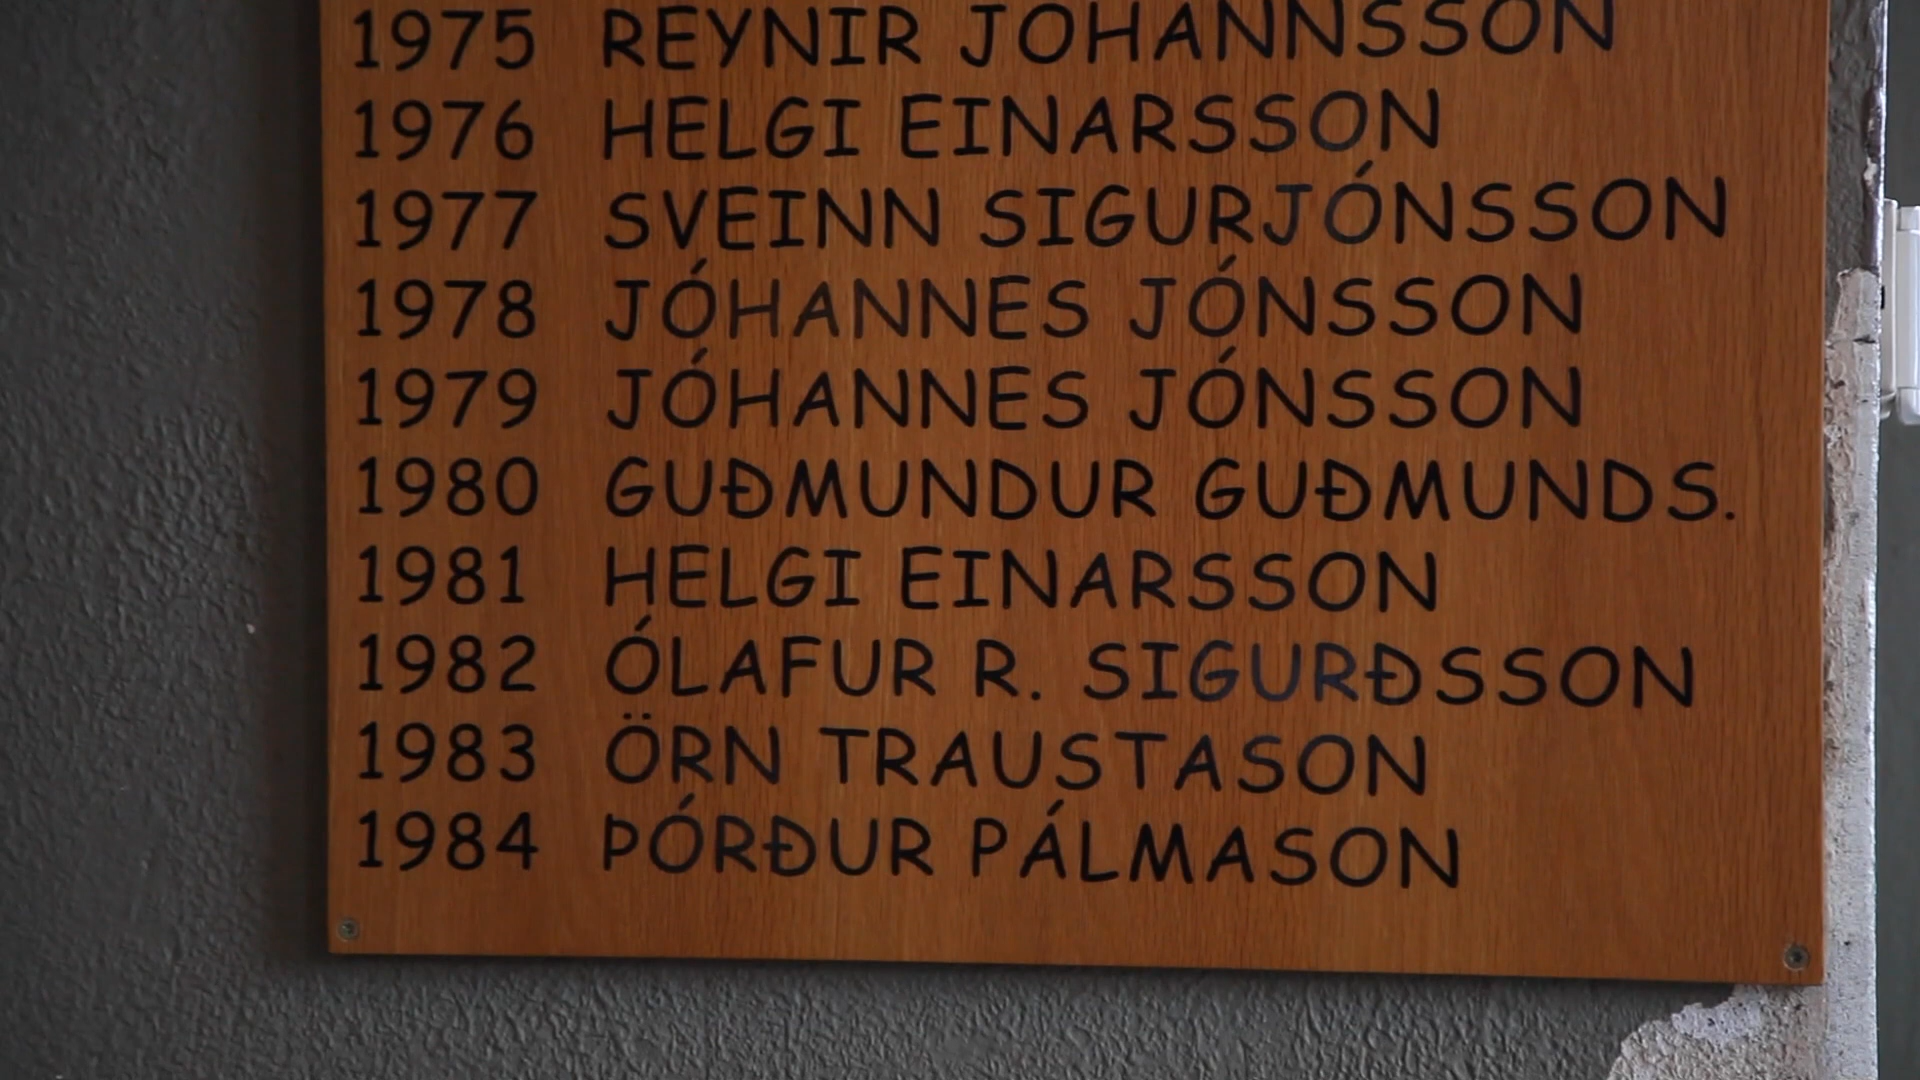 1975 REYNIR JOHANNSSON
1976 HELGI EINARSSON
1977 SVEINN SIGURJÓNSSON
1978 JÓHANNES JÓNSSON
1979 JÓHANNES JÓNSSON
1980 GUÐMUNDUR GUÐMUNDS.
1981 HELGI EINARSSON
1982 ÓLAFUR R. SIGURÐSSON
1983 ÖRN TRAUSTASON
1984 ÞÓRÐUR PÁLMASON